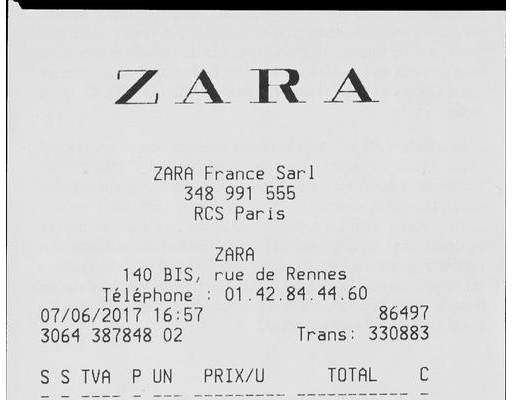 ZARA
ZARA France Sarl
348 991 555
RCS Paris
ZARA
140 BIS, rue de Rennes
Téléphone : 01.42.84.44.60
07/06/2017 16:57 86497
3064 387848 02 Trans: 330883
S S TVA P UN PRIX/U TOTAL C